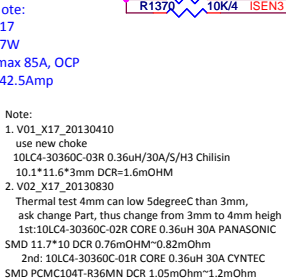 ote:
R1370 10K/4 ISEN3
17
7W
max 85A, OCP
42.5Amp
Note:
1. V01_X17_20130410
use new choke
10LC4-30360C-03R 0.36uH/30A/S/H3 Chilisin
10.1*11.6*3mm DCR=1.6mOHM
2. V02_X17_20130830
Thermal test 4mm can low 5degreeC than 3mm,
ask change Part, thus change from 3mm to 4mm heigh
1st:10LC4-30360C-02R CORE 0.36uH 30A PANASONIC
SMD 11.7*10 DCR 0.76mOHM~0.82mOhm
2nd: 10LC4-30360C-01R CORE 0.36uH 30A CYNTEC
SMD PCMC104T-R36MN DCR 1.05mOhm~1.2mOhm